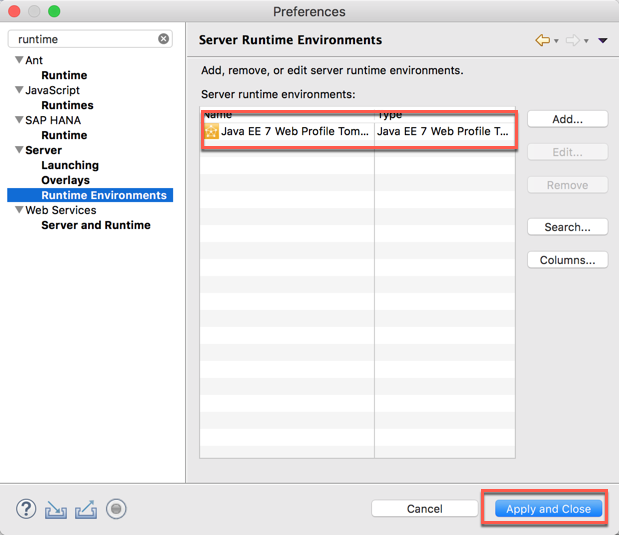 Preferences
runtime
Ant
Runtime
JavaScript
Runtimes
SAP HANA
Runtime
Server
Launching
Overlays
Runtime Environments
Web Services
Server and Runtime
Server Runtime Environments
Add, remove, or edit server runtime environments.
Server runtime environments:
Name Type
Java EE 7 Web Profile Tom... Java EE 7 Web Profile T...
Add...
Edit...
Remove
Search...
Columns...
?
Cancel
Apply and Close